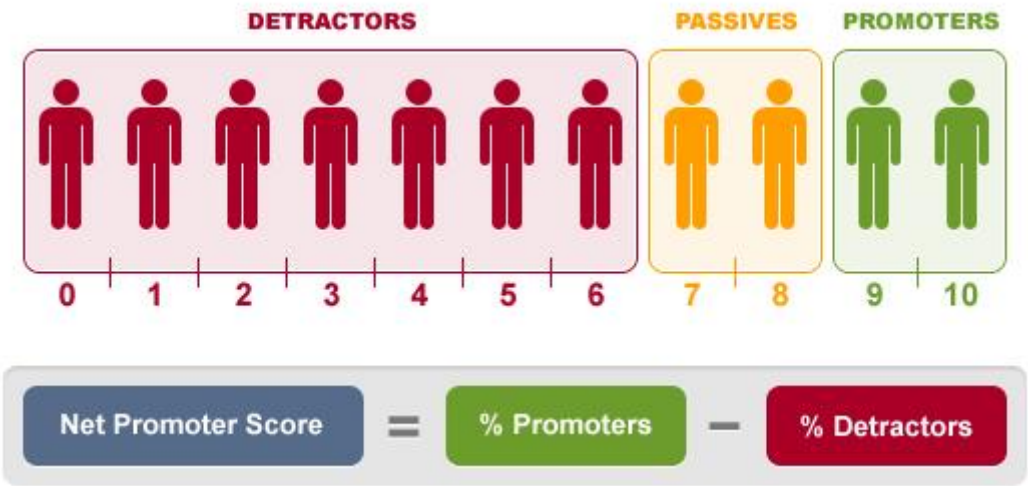 DETRACTORS PASSIVES PROMOTERS
0 1 2 3 4 5 6 7 8 9 10
Net Promoter Score = % Promoters − % Detractors